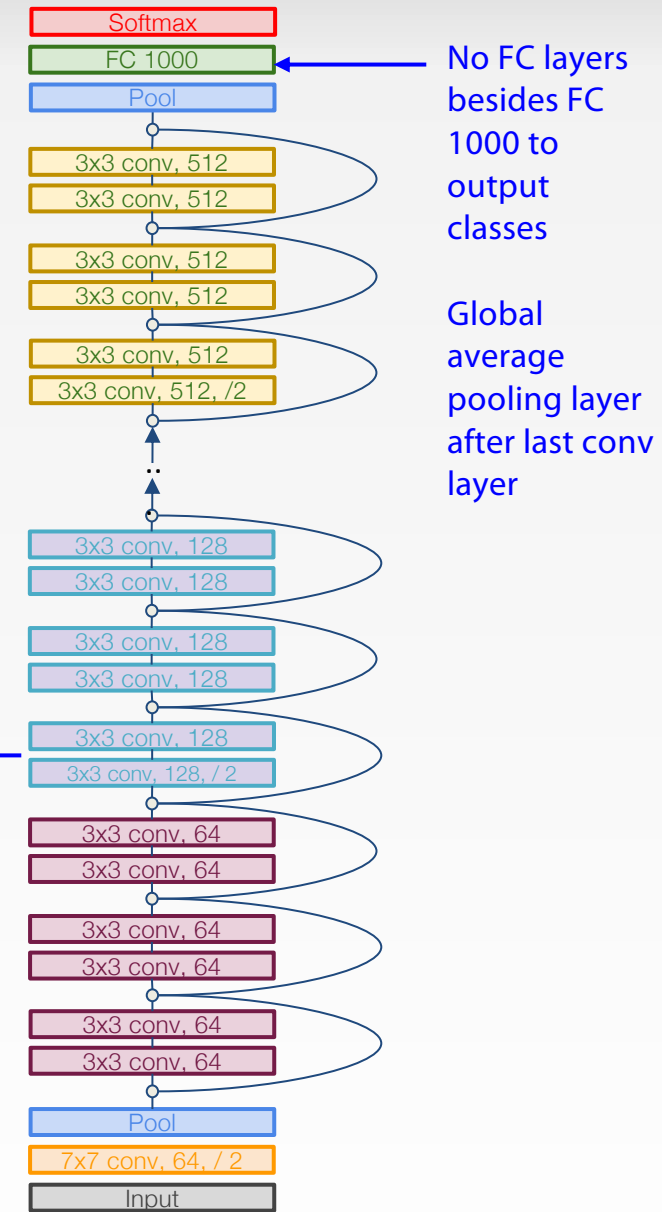 Softmax
FC 1000
Pool
3x3 conv, 512
3x3 conv, 512
3x3 conv, 512
3x3 conv, 512
3x3 conv, 512
3x3 conv, 512, /2
..
.
3x3 conv, 128
3x3 conv, 128
3x3 conv, 128
3x3 conv, 128
3x3 conv, 128
3x3 conv, 128, / 2
3x3 conv, 64
3x3 conv, 64
3x3 conv, 64
3x3 conv, 64
3x3 conv, 64
3x3 conv, 64
Pool
7x7 conv, 64, / 2
Input
No FC layers
besides FC
1000 to
output
classes
Global
average
pooling layer
after last conv
layer